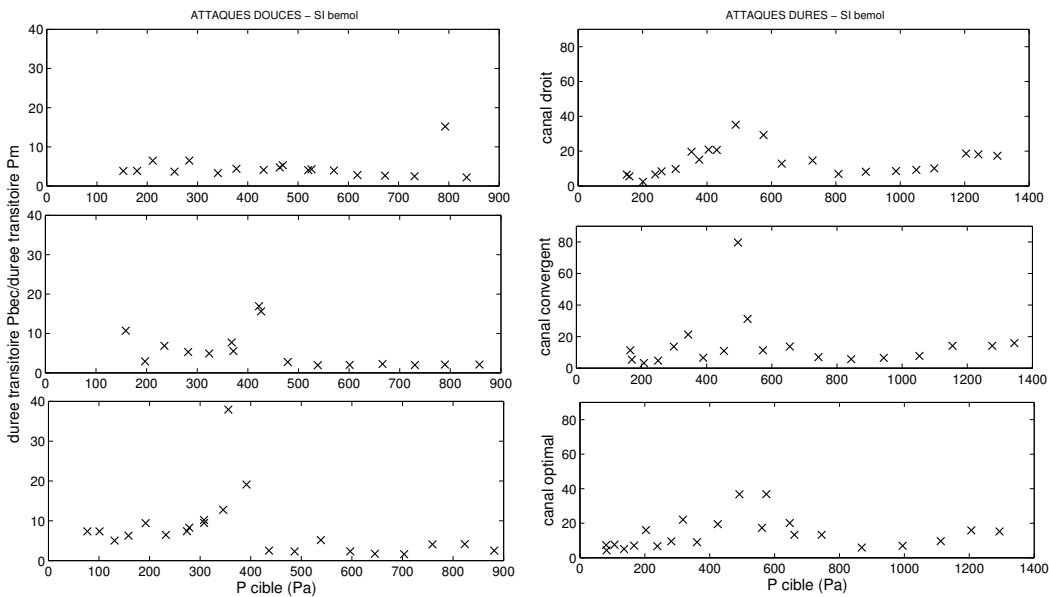 ATTAQUES DOUCES – SI bemol
ATTAQUES DURES – SI bemol
duree transitoire Pbec/duree transitoire Pm
40
30
20
10
0
0 100 200 300 400 500 600 700 800 900
canal droit
80
60
40
20
0
0 200 400 600 800 1000 1200 1400
40
30
20
10
0
0 100 200 300 400 500 600 700 800 900
canal convergent
80
60
40
20
0
0 200 400 600 800 1000 1200 1400
40
30
20
10
0
0 100 200 300 400 500 600 700 800 900
P cible (Pa)
canal optimal
80
60
40
20
0
0 200 400 600 800 1000 1200 1400
P cible (Pa)